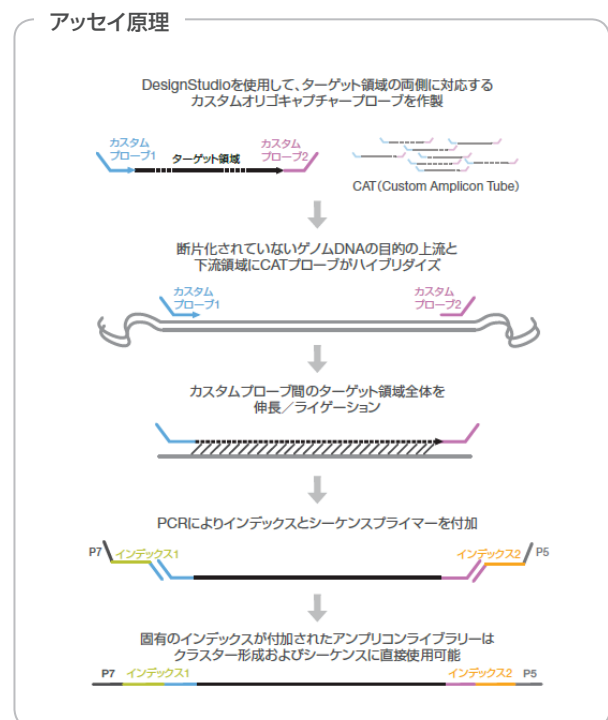 アッセイ原理
DesignStudioを使用して、ターゲット領域の両側に対応する
カスタムオリゴキャプチャープローブを作製
カスタム
プローブ1
ターゲット領域
カスタム
プローブ2
CAT(Custom Amplicon Tube)
断片化されていないゲノムDNAの目的の上流と
下流領域にCATプローブがハイブリダイズ
カスタム
プローブ1
カスタム
プローブ2
カスタムプローブ間のターゲット領域全体を
伸長／ライゲーション
PCRによりインデックスとシーケンスプライマーを付加
P7 インデックス1 インデックス2 P5
固有のインデックスが付加されたアンプリコンライブラリーは
クラスター形成およびシーケンスに直接使用可能
P7 インデックス1 インデックス2 P5